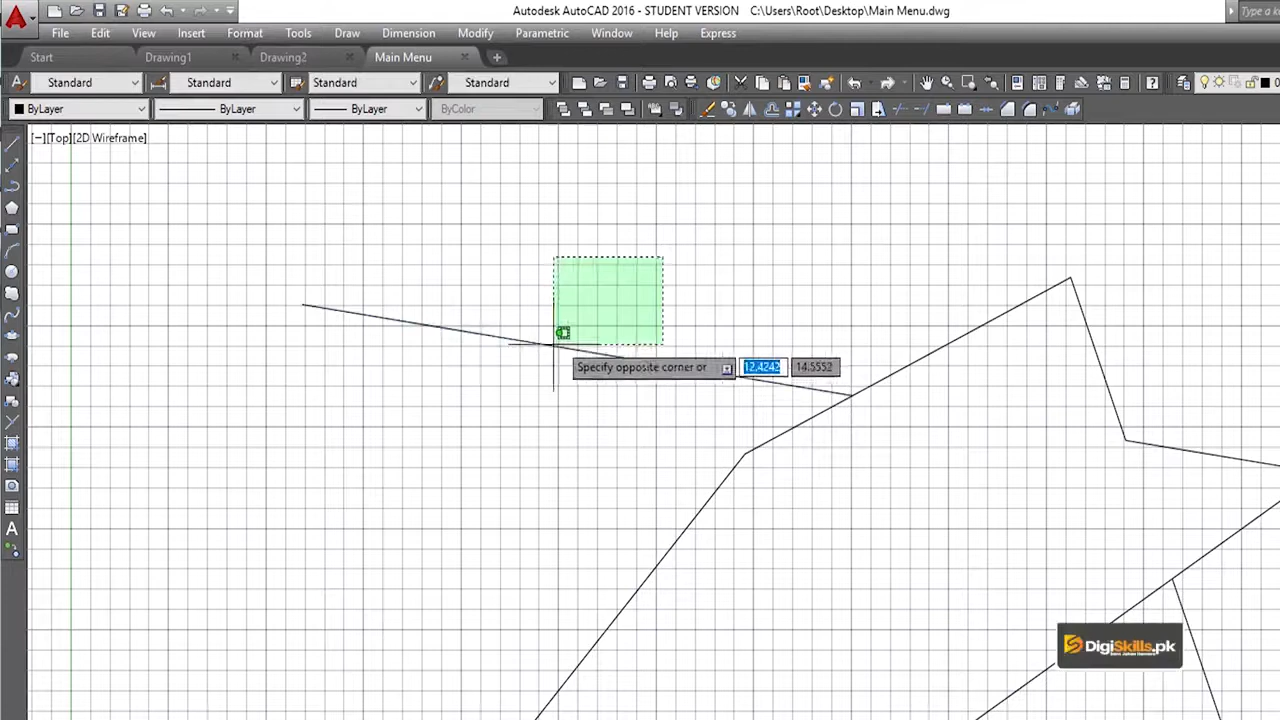 Autodesk AutoCAD 2016 - STUDENT VERSION C:\Users\Root\Desktop\Main Menu.dwg
Type a k
File Edit View Insert Format Tools Draw Dimension Modify Parametric Window Help Express
Start Drawing1 Drawing2 Main Menu
Standard Standard Standard Standard
ByLayer ByLayer ByLayer ByColor
[−][Top][2D Wireframe]
Specify opposite corner or 12.4242 14.5552
DigiSkills.pk